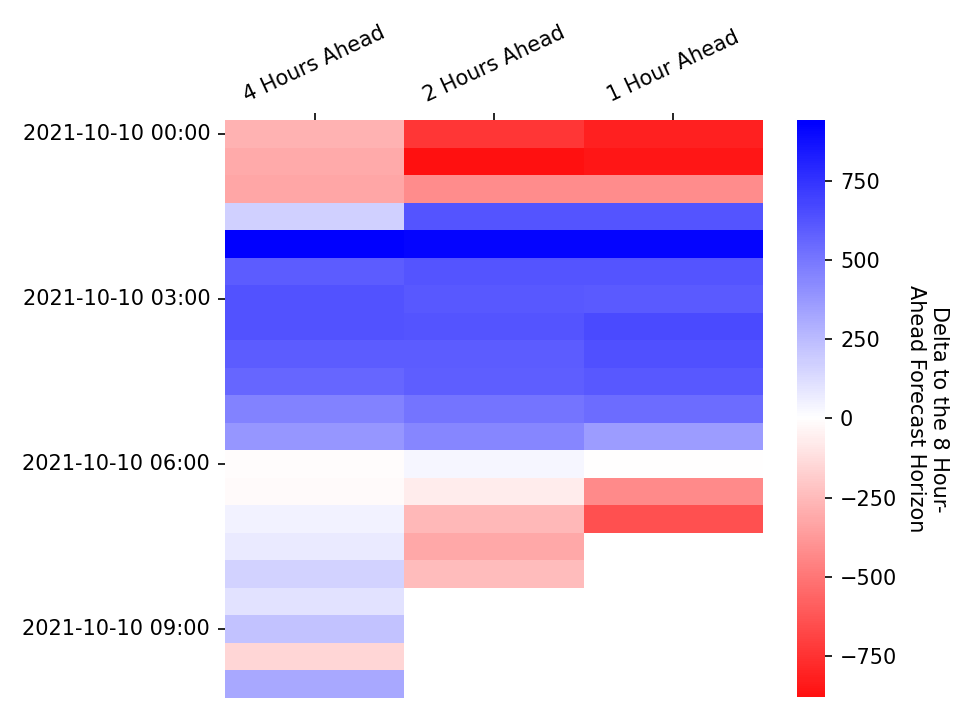 4 Hours Ahead
2 Hours Ahead
1 Hour Ahead
2021-10-10 00:00
2021-10-10 03:00
2021-10-10 06:00
2021-10-10 09:00
750
500
250
0
−250
−500
−750
Delta to the 8 Hour-
Ahead Forecast Horizon